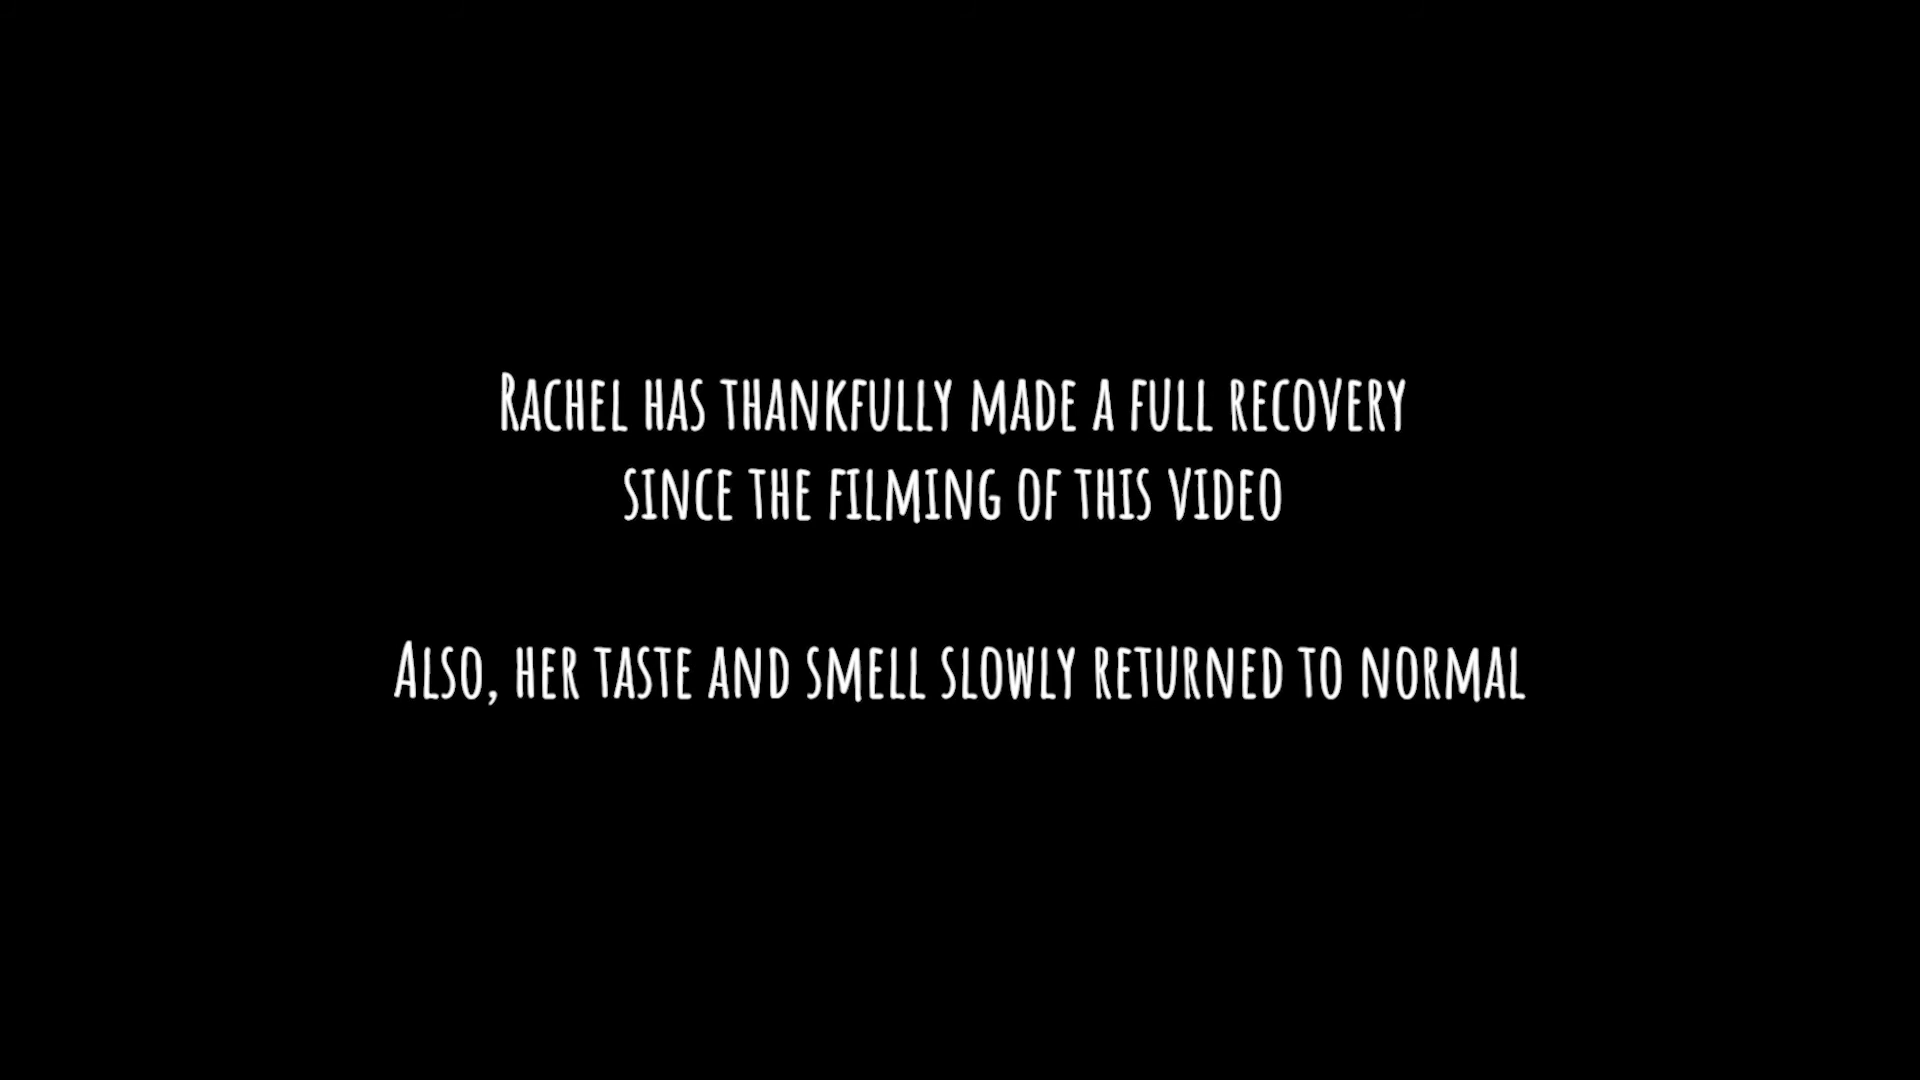 Rachel has thankfully made a full recovery
since the filming of this video
Also, her taste and smell slowly returned to normal